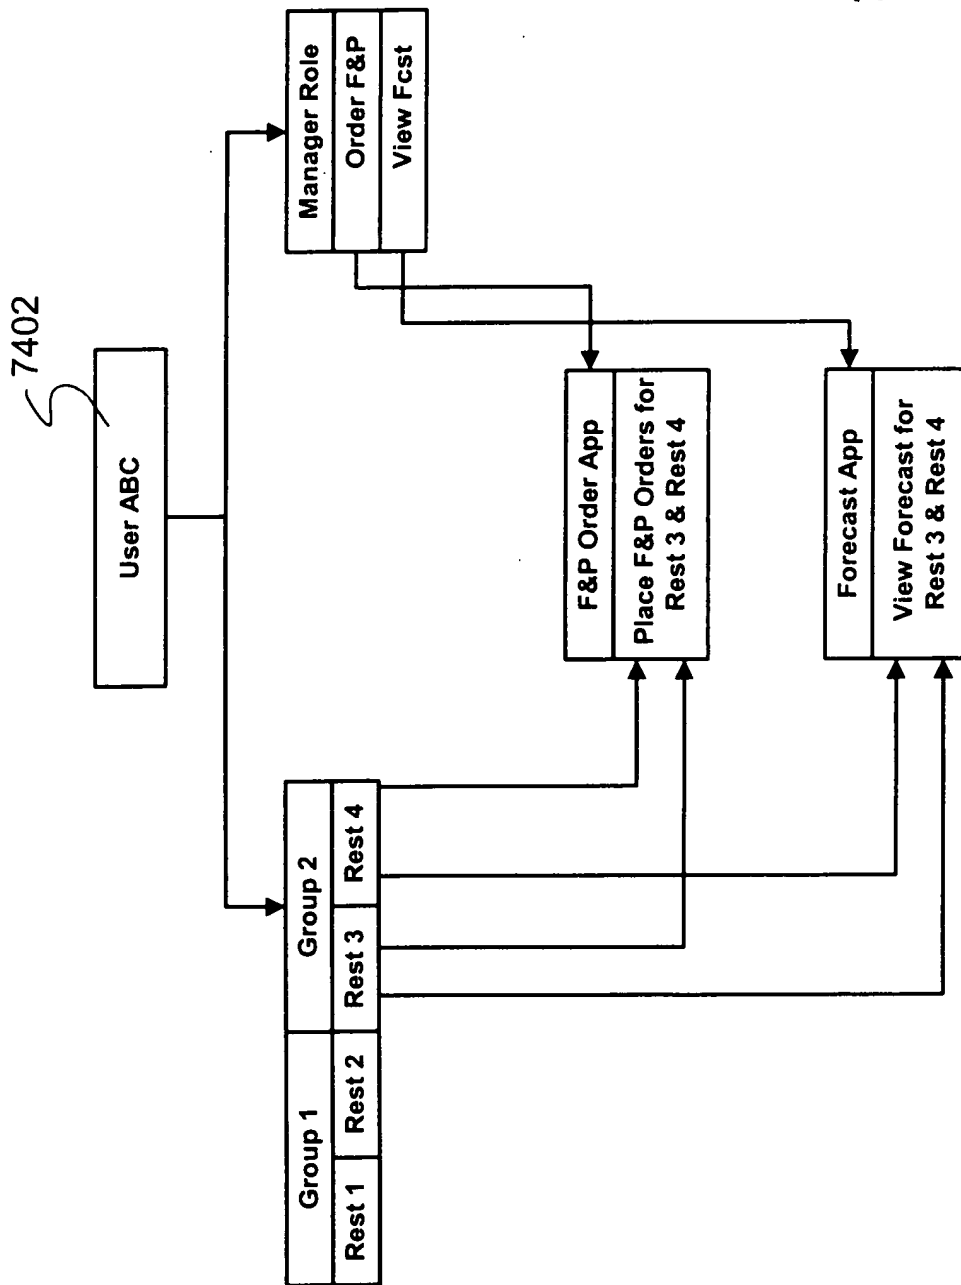 7402
User ABC
Group 1
Group 2
Rest 1
Rest 2
Rest 3
Rest 4
Manager Role
Order F&P
View Fcst
F&P Order App
Place F&P Orders for
Rest 3 & Rest 4
Forecast App
View Forecast for
Rest 3 & Rest 4